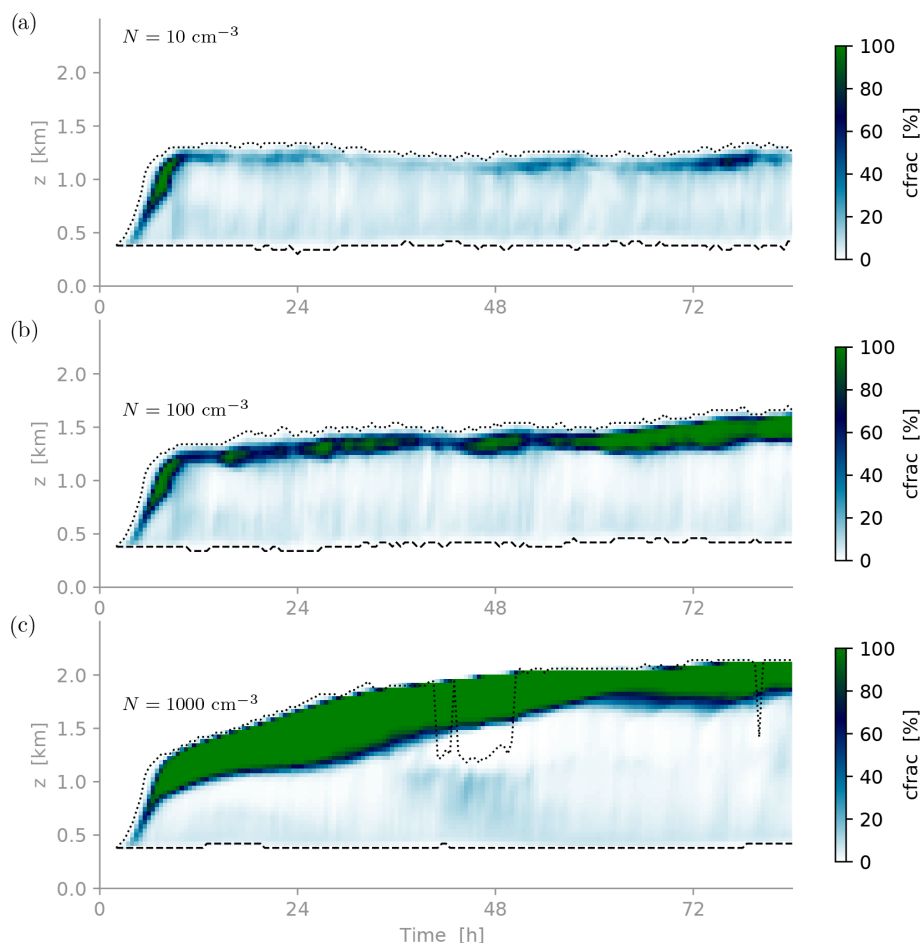 (a)
N = 10 cm⁻³
z [km]
2.0
1.5
1.0
0.5
0.0
0 24 48 72
100
80
60
40
20
0
cfrac [%]
(b)
N = 100 cm⁻³
z [km]
2.0
1.5
1.0
0.5
0.0
0 24 48 72
100
80
60
40
20
0
cfrac [%]
(c)
N = 1000 cm⁻³
z [km]
2.0
1.5
1.0
0.5
0.0
0 24 48 72
Time [h]
100
80
60
40
20
0
cfrac [%]